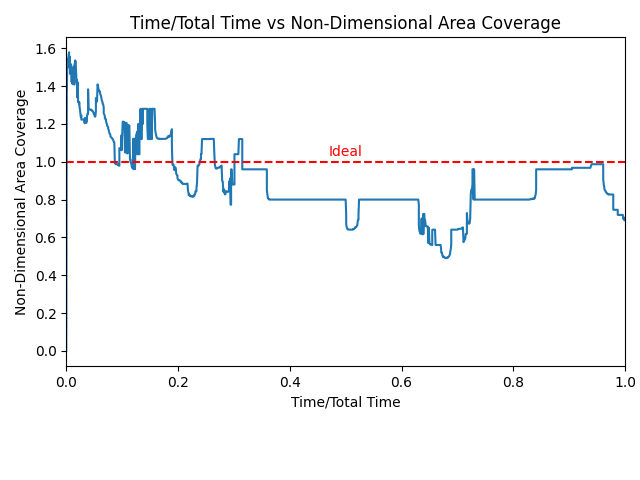 Time/Total Time vs Non-Dimensional Area Coverage
Non-Dimensional Area Coverage
1.6
1.4
1.2
1.0
0.8
0.6
0.4
0.2
0.0
Ideal
0.0 0.2 0.4 0.6 0.8 1.0
Time/Total Time